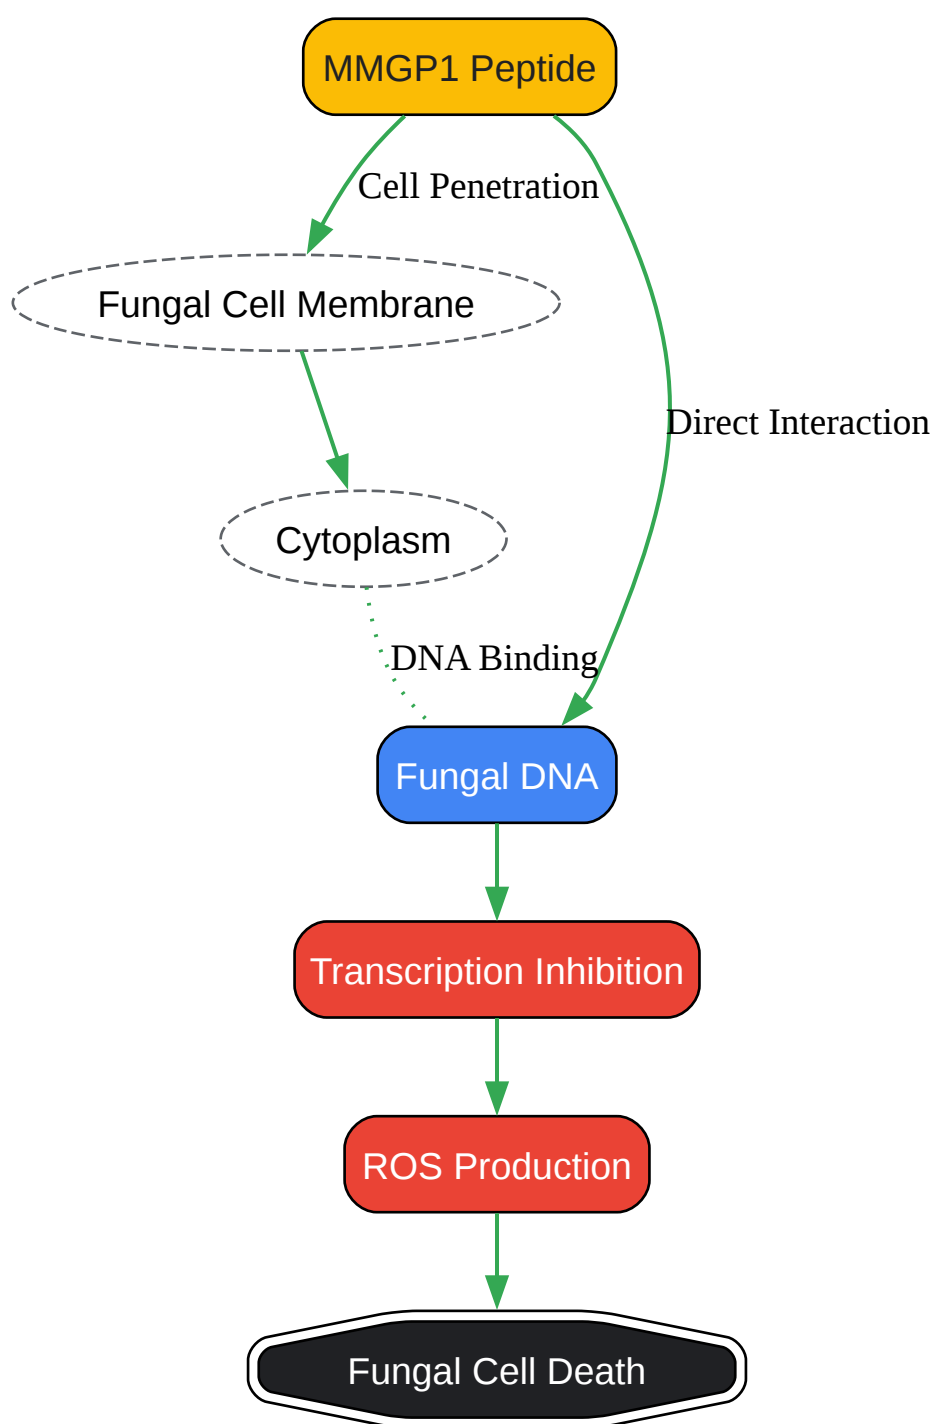 MMGP1 Peptide
Cell Penetration
Fungal Cell Membrane
Direct Interaction
Cytoplasm
DNA Binding
Fungal DNA
Transcription Inhibition
ROS Production
Fungal Cell Death